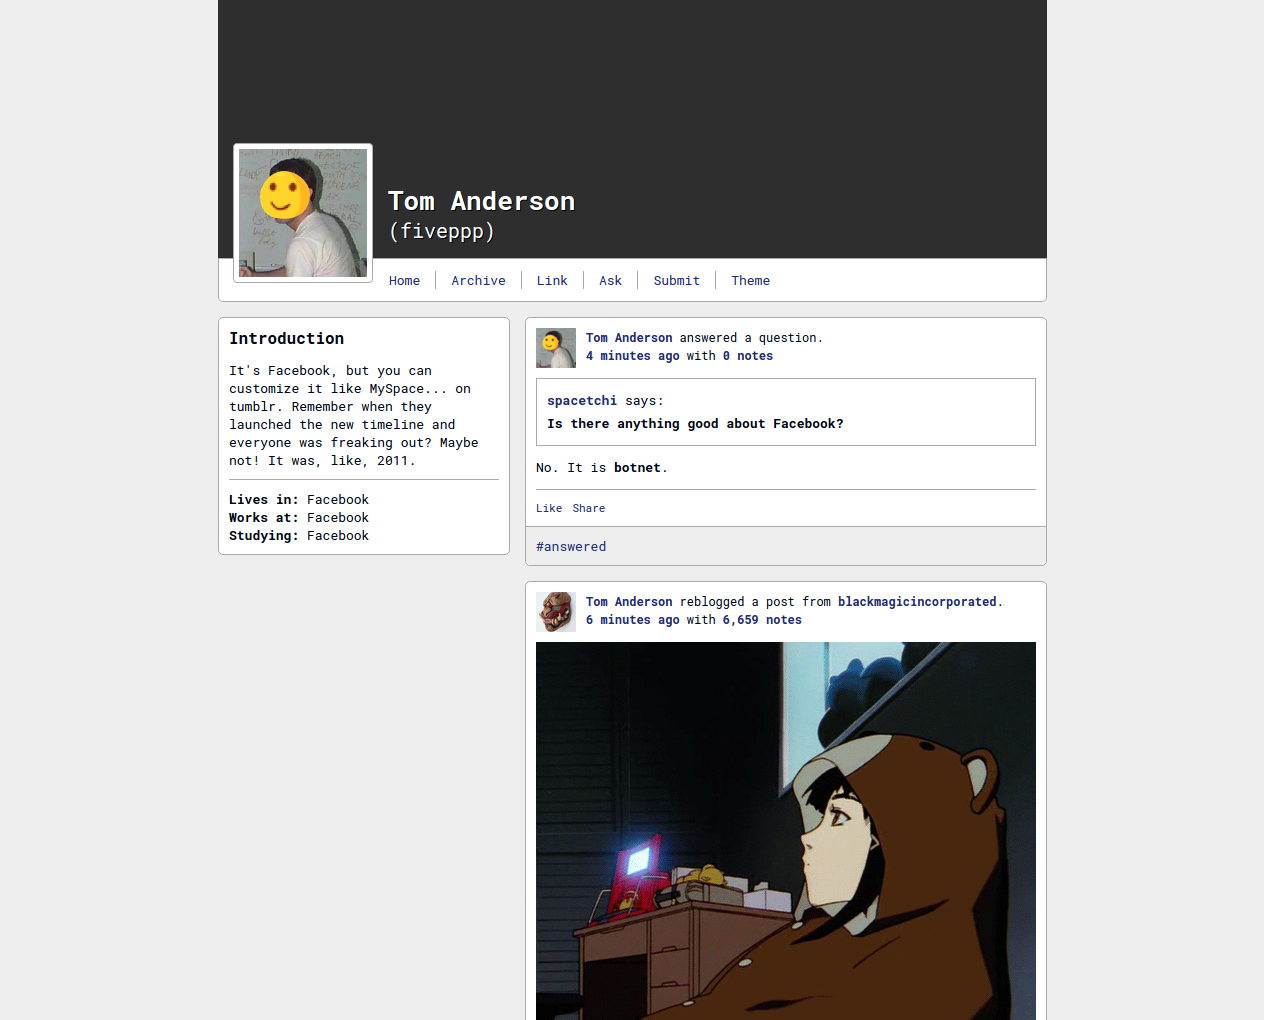 Tom Anderson
(fiveppp)
Home
Archive
Link
Ask
Submit
Theme
Introduction
It's Facebook, but you can
customize it like MySpace... on
tumblr. Remember when they
launched the new timeline and
everyone was freaking out? Maybe
not! It was, like, 2011.
Lives in: Facebook
Works at: Facebook
Studying: Facebook
Tom Anderson answered a question.
4 minutes ago with 0 notes
spacetchi says:
Is there anything good about Facebook?
No. It is botnet.
Like Share
#answered
Tom Anderson reblogged a post from blackmagicincorporated.
6 minutes ago with 6,659 notes